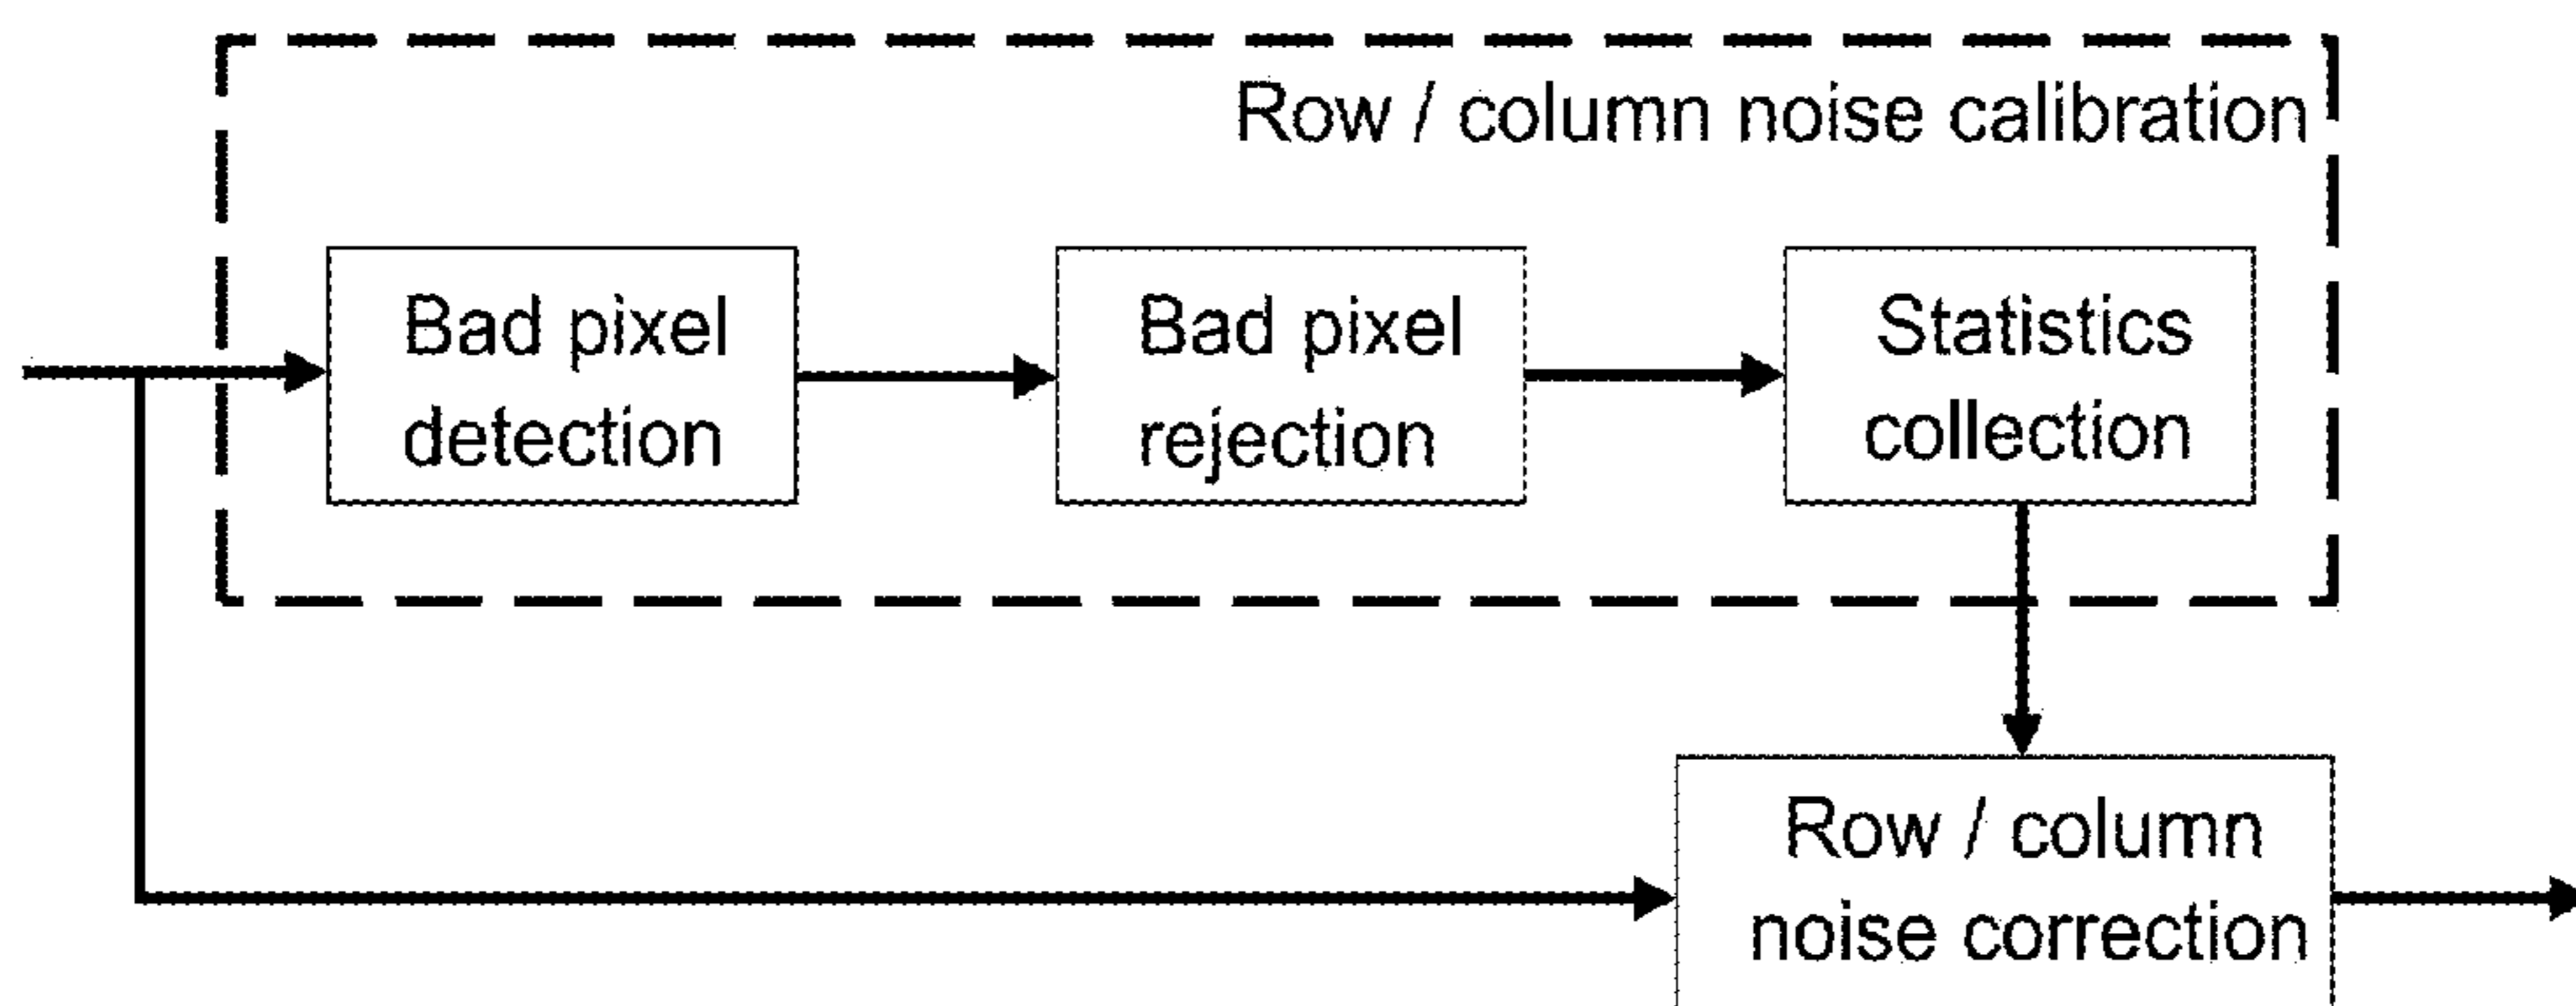 Row / column noise calibration
Bad pixel
detection
Bad pixel
rejection
Statistics
collection
Row / column
noise correction